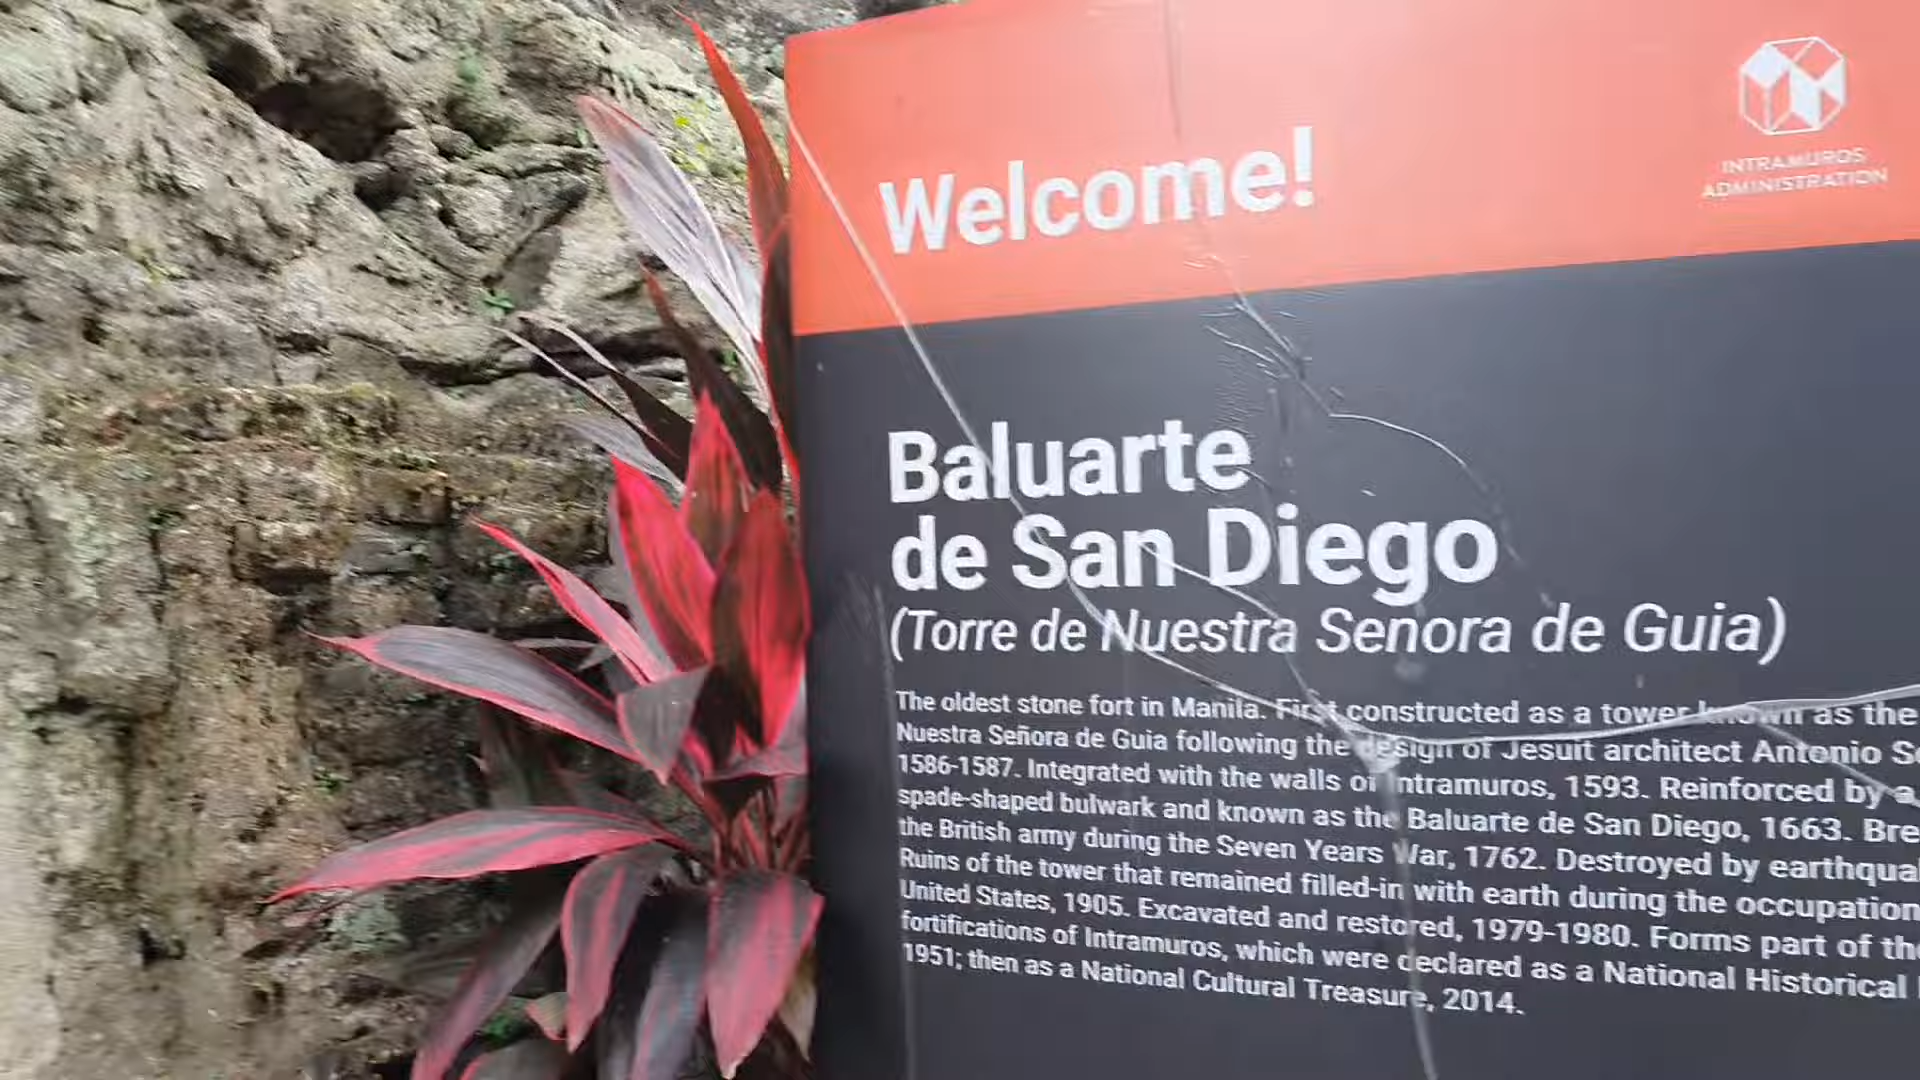 INTRAMUROS
ADMINISTRATION
Welcome!
Baluarte
de San Diego
(Torre de Nuestra Senora de Guia)
The oldest stone fort in Manila. First constructed as a tower known as the
Nuestra Señora de Guia following the design of Jesuit architect Antonio
1586-1587. Integrated with the walls of Intramuros, 1593. Reinforced by a
spade-shaped bulwark and known as the Baluarte de San Diego, 1663. Bre
the British army during the Seven Years War, 1762. Destroyed by earthqua
Ruins of the tower that remained filled-in with earth during the occupation
United States, 1905. Excavated and restored, 1979-1980. Forms part of the
fortifications of Intramuros, which were declared as a National Historical
1951; then as a National Cultural Treasure, 2014.